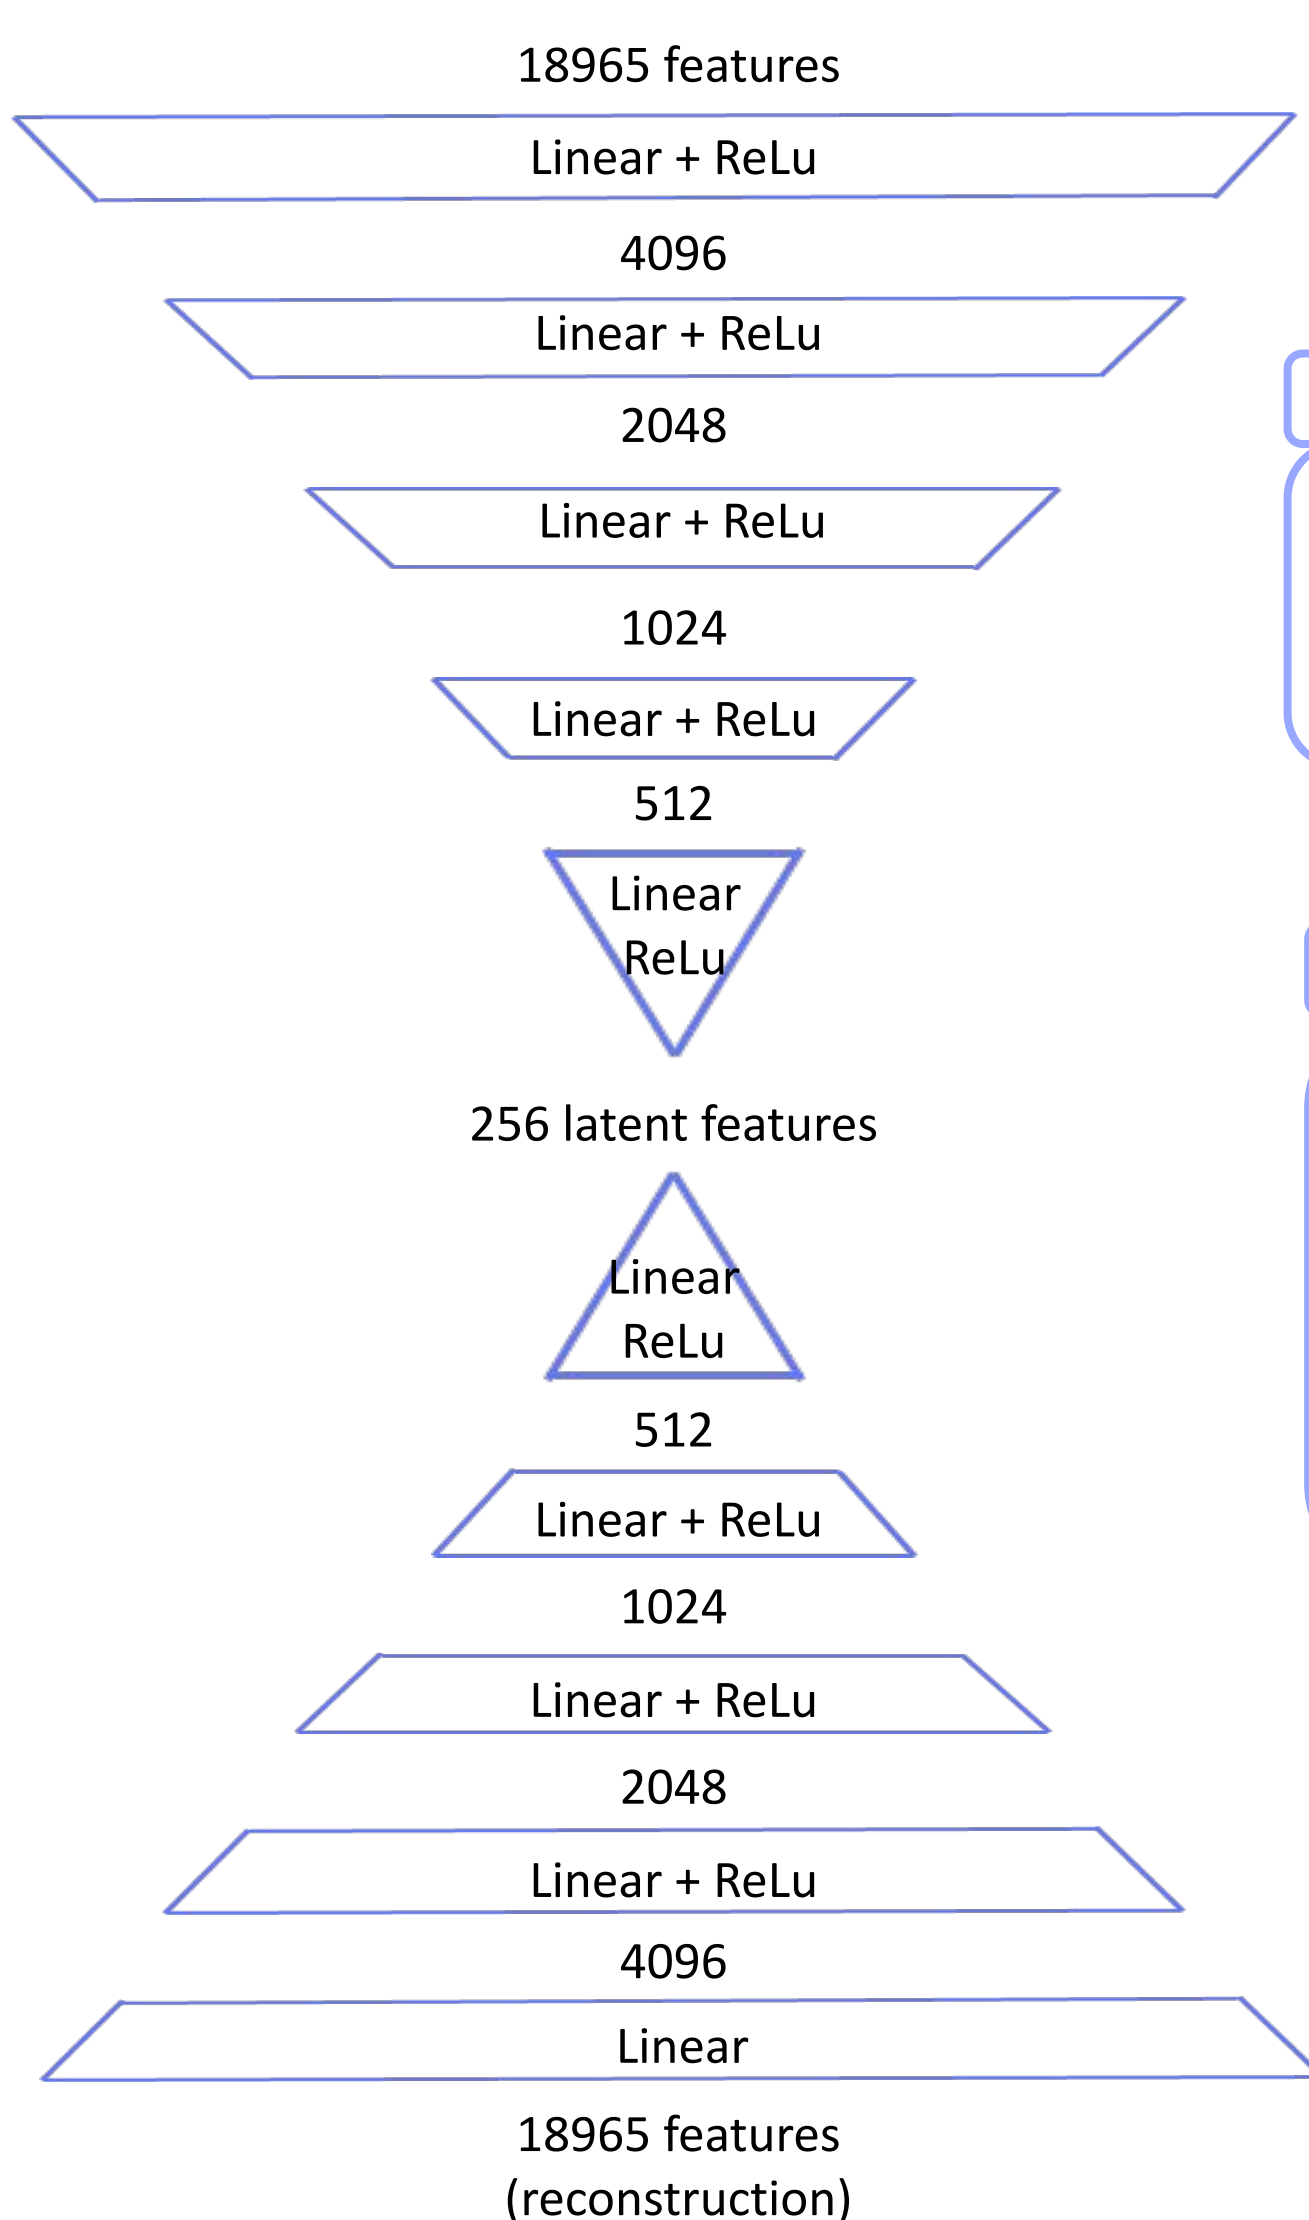 18965 features
Linear + ReLu
4096
Linear + ReLu
2048
Linear + ReLu
1024
Linear + ReLu
512
Linear
ReLu
256 latent features
Linear
ReLu
512
Linear + ReLu
1024
Linear + ReLu
2048
Linear + ReLu
4096
Linear
18965 features
(reconstruction)